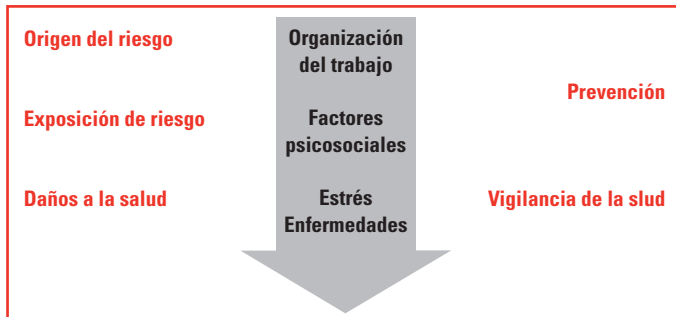 Origen del riesgo
Organización
del trabajo
Prevención
Exposición de riesgo
Factores
psicosociales
Daños a la salud
Estrés
Enfermedades
Vigilancia de la slud